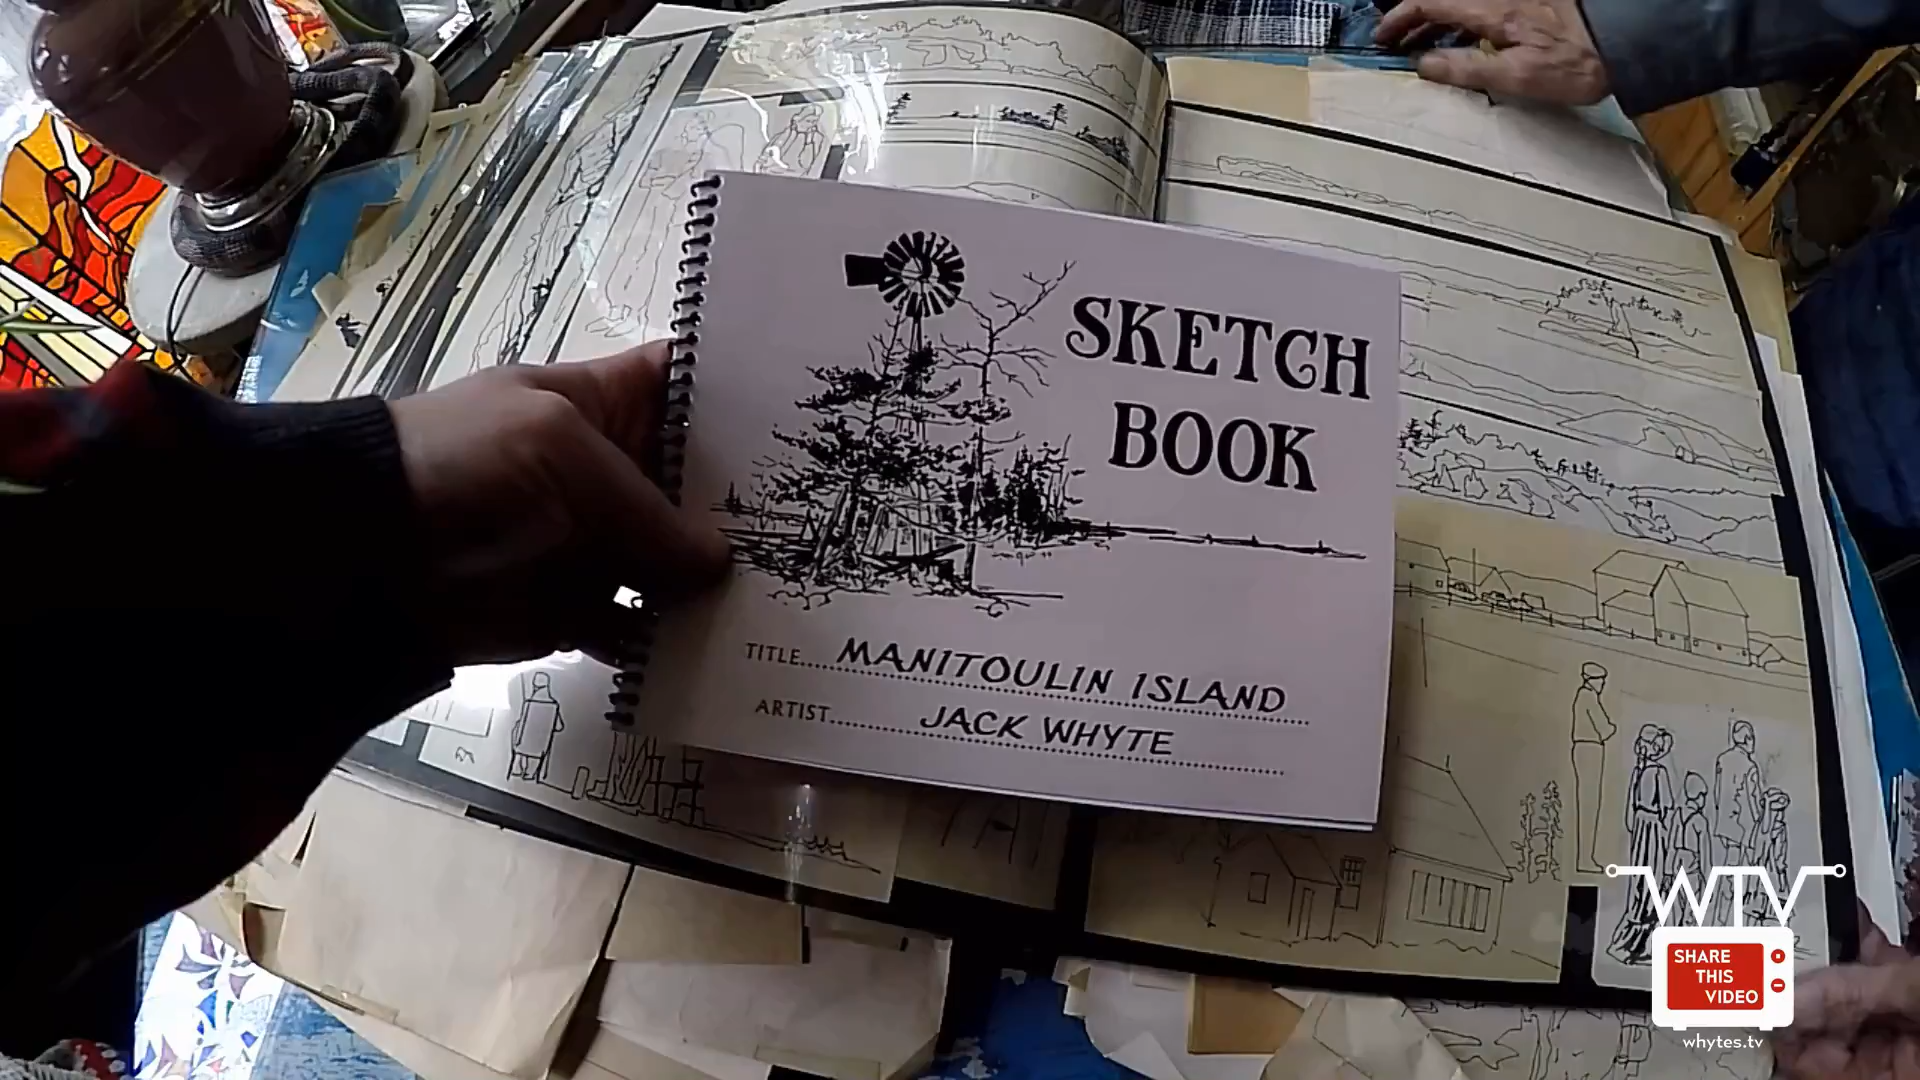 SKETCH
BOOK
TITLE..... MANITOULIN ISLAND
ARTIST..... JACK WHYTE
WTV
SHARE
THIS
VIDEO
whytes.tv